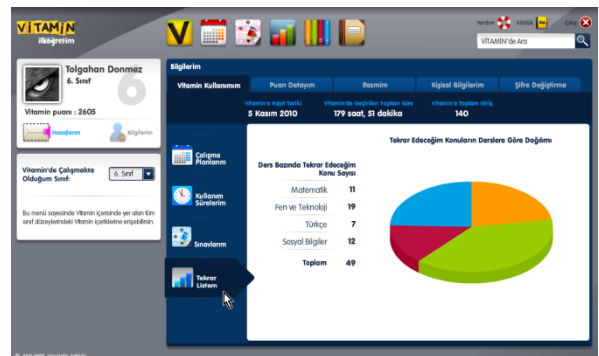 VİTAMİN
ilköğretim
Yardım
Sözlük
Çıkış
VİTAMİN'de Ara
Tolgahan Donmez
6. Sınıf
6
Vitamin puanı : 2605
Mesajlarım
Bilgilerim
Vitamin'de Çalışmakta
Olduğum Sınıf:
6. Sınıf
Bu menü sayesinde Vitamin içerisinde yer alan tüm
sınıf düzeylerindeki Vitamin içeriklerine erişebilirsin.
Bilgilerim
Vitamin Kullanımım
Puan Detayım
Resmim
Kişisel Bilgilerim
Şifre Değiştirme
Vitamin'e Kayıt Tarihi
5 Kasım 2010
Vitamin'de Geçirilen Toplam Süre
179 saat, 51 dakika
Vitamin'e Toplam Giriş
140
Çalışma
Planlarım
Kullanım
Sürelerim
Sınavlarım
Tekrar
Listem
Tekrar Edeceğim Konuların Derslere Göre Dağılımı
Ders Bazında Tekrar Edeceğim
Konu Sayısı
Matematik 11
Fen ve Teknoloji 19
Türkçe 7
Sosyal Bilgiler 12
Toplam 49